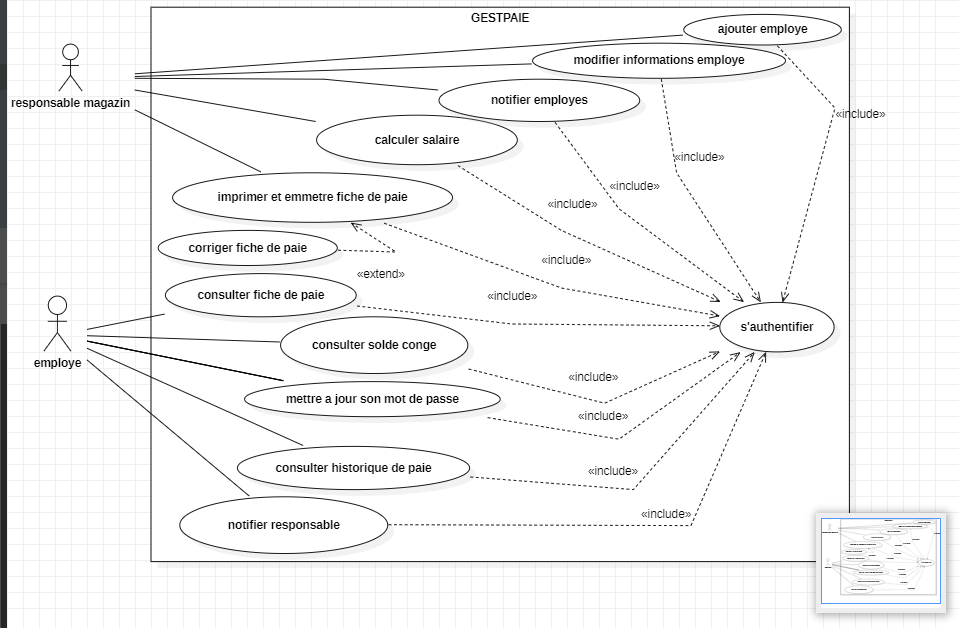 GESTPAIE
ajouter employe
modifier informations employe
notifier employes
responsable magazin
«include»
calculer salaire
«include»
«include»
imprimer et emmetre fiche de paie
«include»
corriger fiche de paie
«include»
«extend»
consulter fiche de paie
«include»
s'authentifier
consulter solde conge
employe
«include»
mettre a jour son mot de passe
«include»
consulter historique de paie
«include»
notifier responsable
«include»